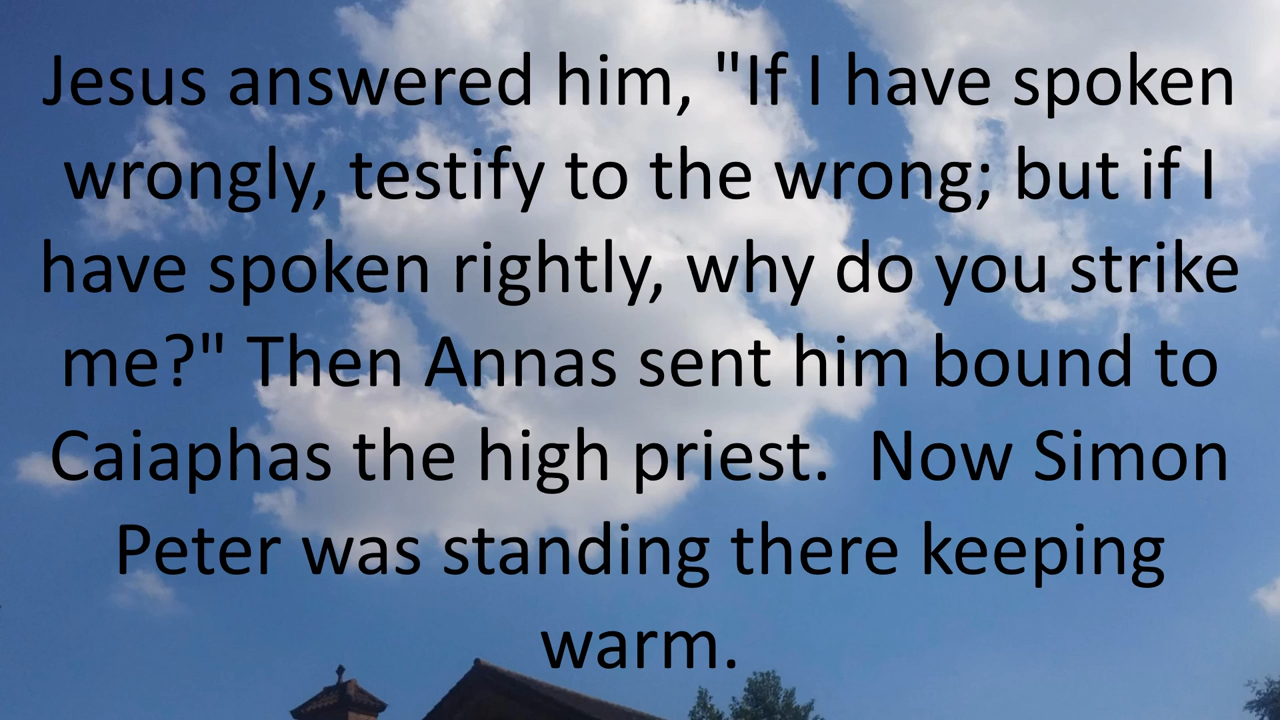 Jesus answered him, "If I have spoken
wrongly, testify to the wrong; but if I
have spoken rightly, why do you strike
me?" Then Annas sent him bound to
Caiaphas the high priest.  Now Simon
Peter was standing there keeping
warm.